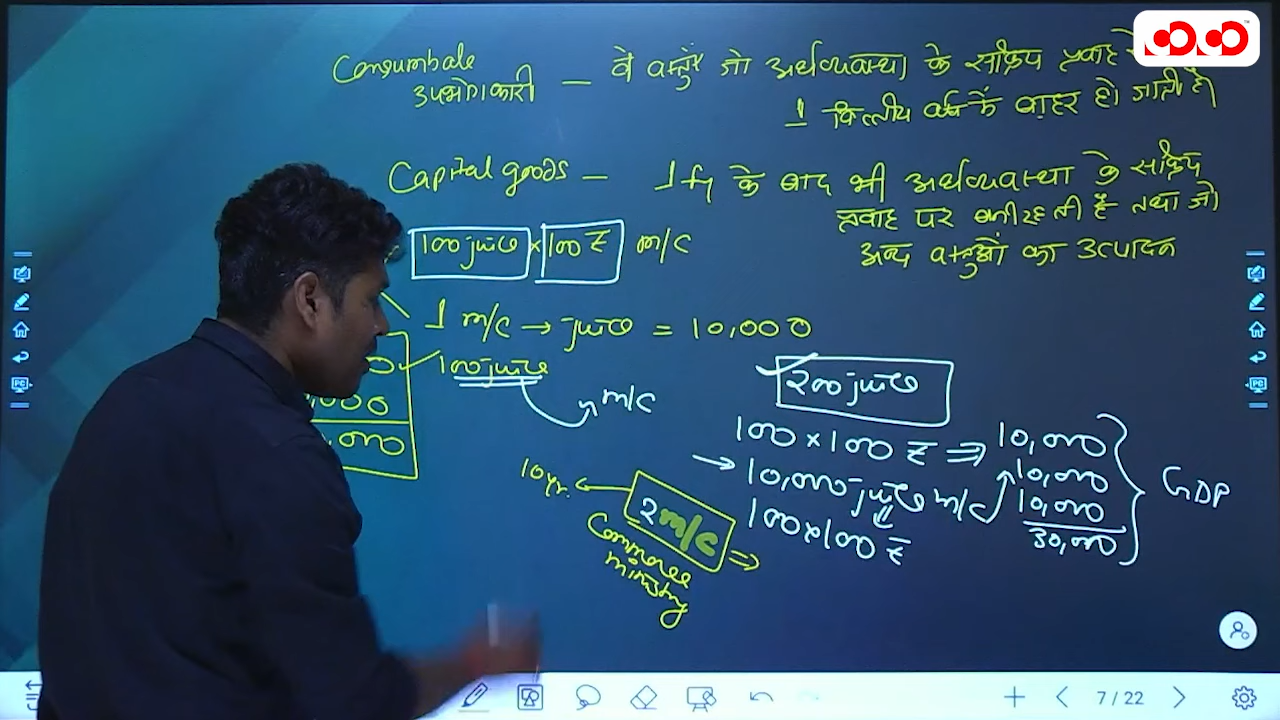 Consumbale
उपभोगकारी
— वे वस्तुएँ जो अर्थव्यवस्था के सक्रिय प्रवाह से
1 वित्तीय वर्ष में बाहर हो जाती है।
Capital goods — 1 fy के बाद भी अर्थव्यवस्था के सक्रिय
प्रवाह पर बनी रहती हैं तथा जो
अन्य वस्तुओं का उत्पादन
100 juice × 100 ₹ m/c
1 m/c → juice = 10,000
100 juice
m/c
200 juice
100 × 100 ₹ ⇒ 10,000
→ 10,000 juice m/c 10,000
100×100 ₹ 10,000
30,000
GDP
10yr. ← 2 m/c ⇒
Commerce
ministry
7 / 22